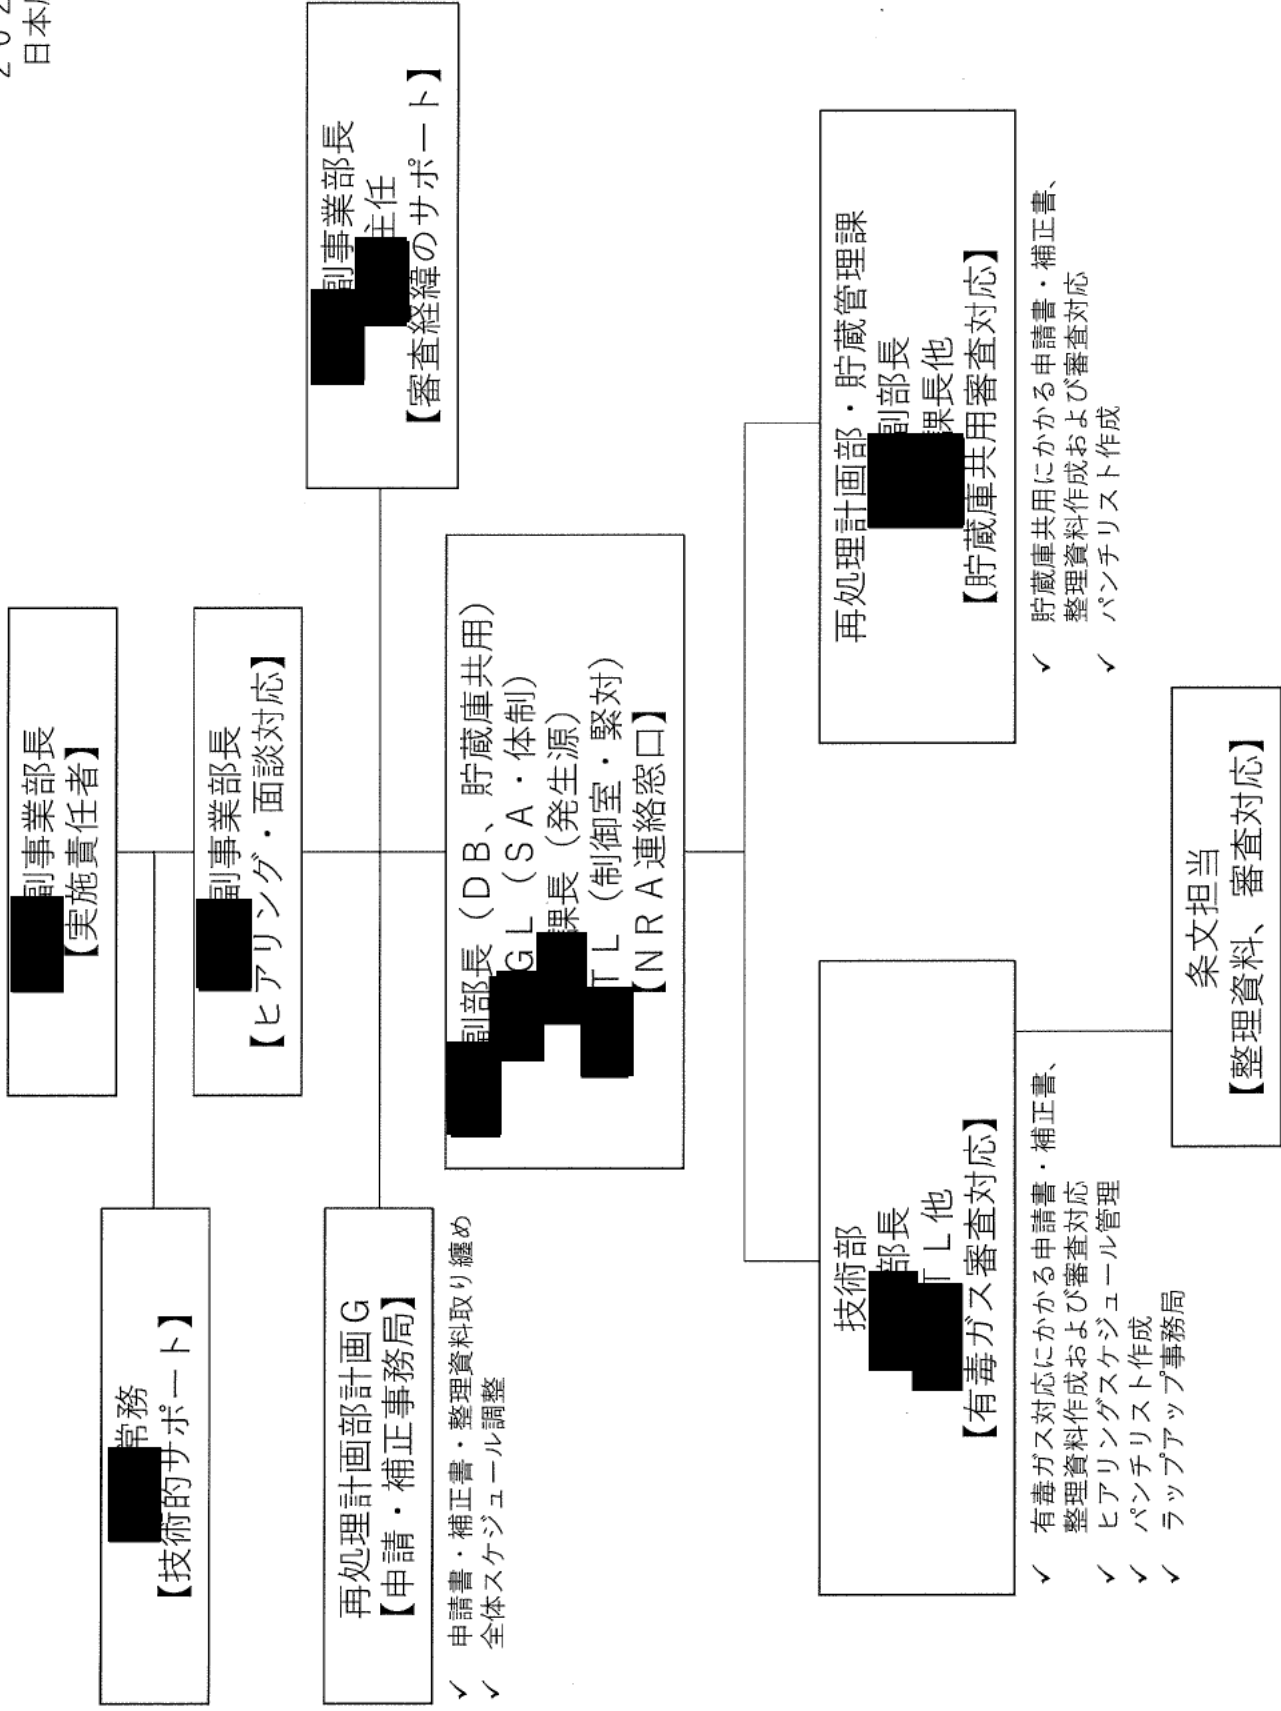 ２０２
日本原
副事業部長
【実施責任者】
常務
【技術的サポート】
副事業部長
【ヒアリング・面談対応】
副事業部長
主任
【審査経緯のサポート】
再処理計画部計画Ｇ
【申請・補正事務局】
✓ 申請書・補正書・整理資料取り纏め
✓ 全体スケジュール調整
副部長（ＤＢ、貯蔵庫共用）
ＧＬ（ＳＡ・体制）
課長（発生源）
ＴＬ（制御室・緊対）
【ＮＲＡ連絡窓口】
技術部
部長
ＴＬ他
【有毒ガス審査対応】
✓ 有毒ガス対応にかかる申請書・補正書、
整理資料作成および審査対応
✓ ヒアリングスケジュール管理
✓ パンチリスト作成
✓ ラップアップ事務局
再処理計画部・貯蔵管理課
副部長
課長他
【貯蔵庫共用審査対応】
✓ 貯蔵庫共用にかかる申請書・補正書、
整理資料作成および審査対応
✓ パンチリスト作成
条文担当
【整理資料、審査対応】